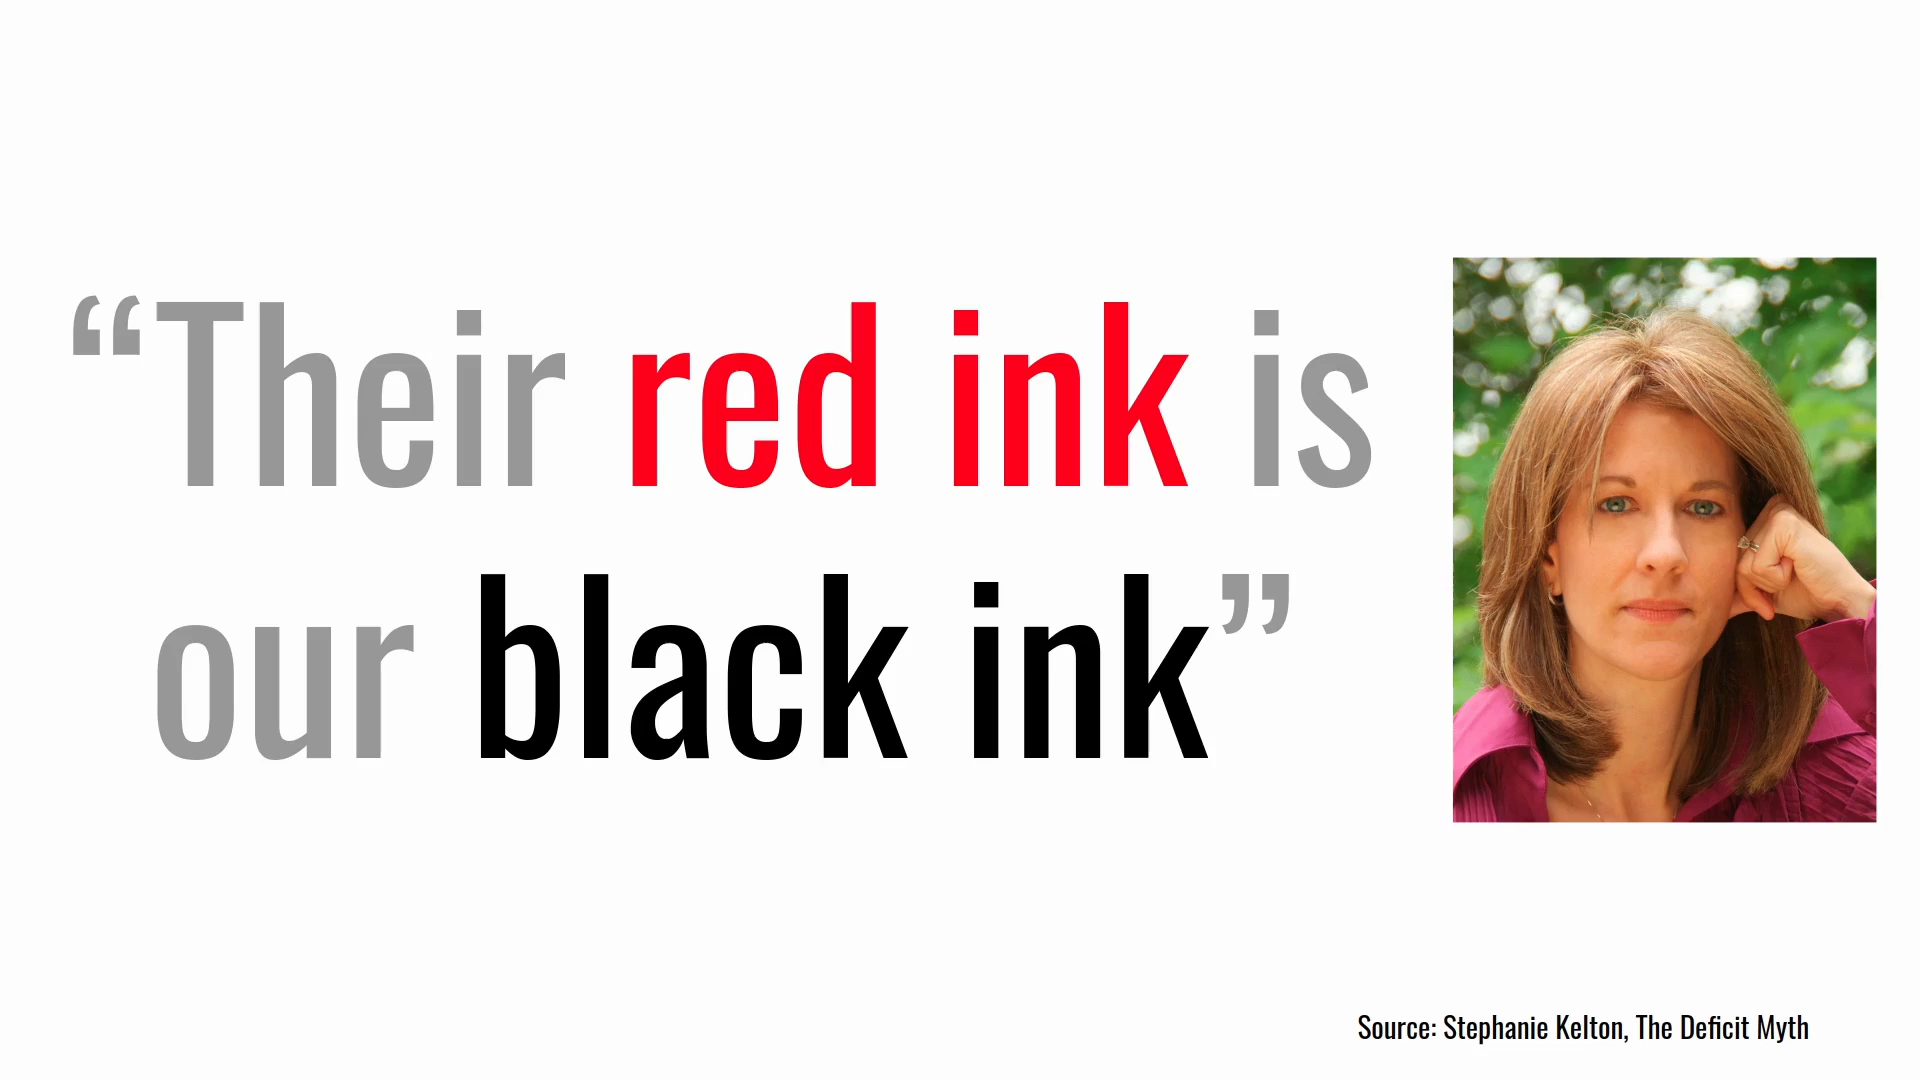 “Their red ink is
our black ink”
Source: Stephanie Kelton, The Deficit Myth